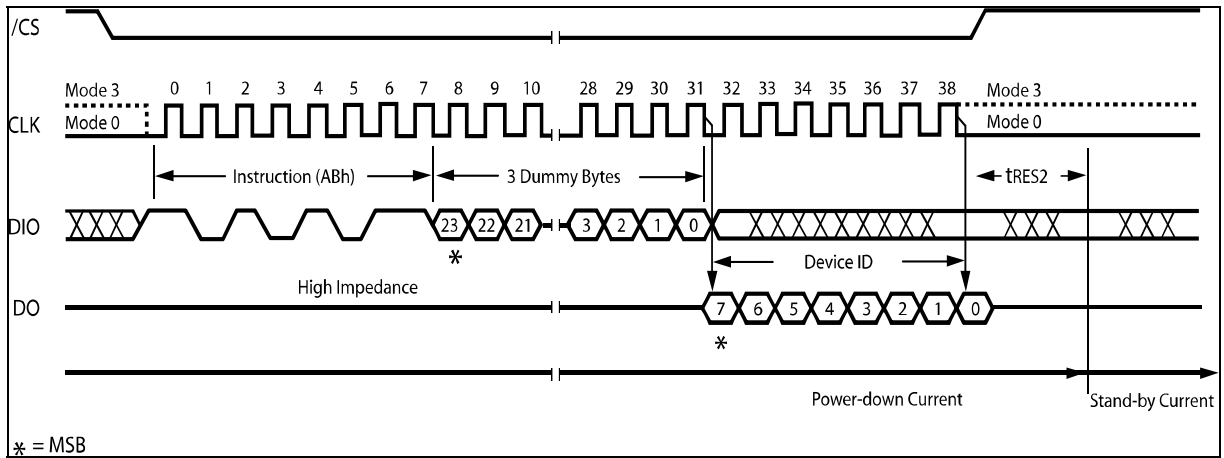 /CS
Mode 3 0 1 2 3 4 5 6 7 8 9 10 28 29 30 31 32 33 34 35 36 37 38 Mode 3
CLK Mode 0 Mode 0
Instruction (ABh) 3 Dummy Bytes tRES2
DIO 23 22 21 3 2 1 0
* Device ID
High Impedance
DO 7 6 5 4 3 2 1 0
*
Power-down Current Stand-by Current
* = MSB